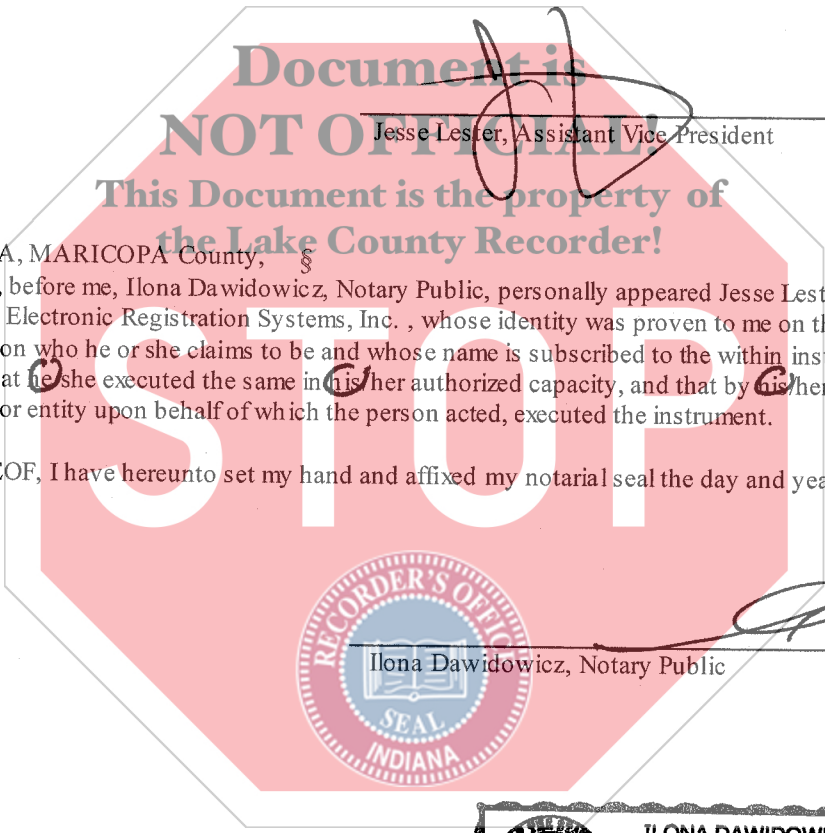 Document is
NOT OFFICIAL!
Jesse Lester, Assistant Vice President
This Document is the property of
the Lake County Recorder!
A, MARICOPA County, §
, before me, Ilona Dawidowicz, Notary Public, personally appeared Jesse Lest
Electronic Registration Systems, Inc. , whose identity was proven to me on th
on who he or she claims to be and whose name is subscribed to the within inst
at he/she executed the same in his/her authorized capacity, and that by his/her
or entity upon behalf of which the person acted, executed the instrument.
STOP
EOF, I have hereunto set my hand and affixed my notarial seal the day and yea
RECORDER'S OFFICE
Ilona Dawidowicz, Notary Public
SEAL
INDIANA
ILONA DAWIDOW